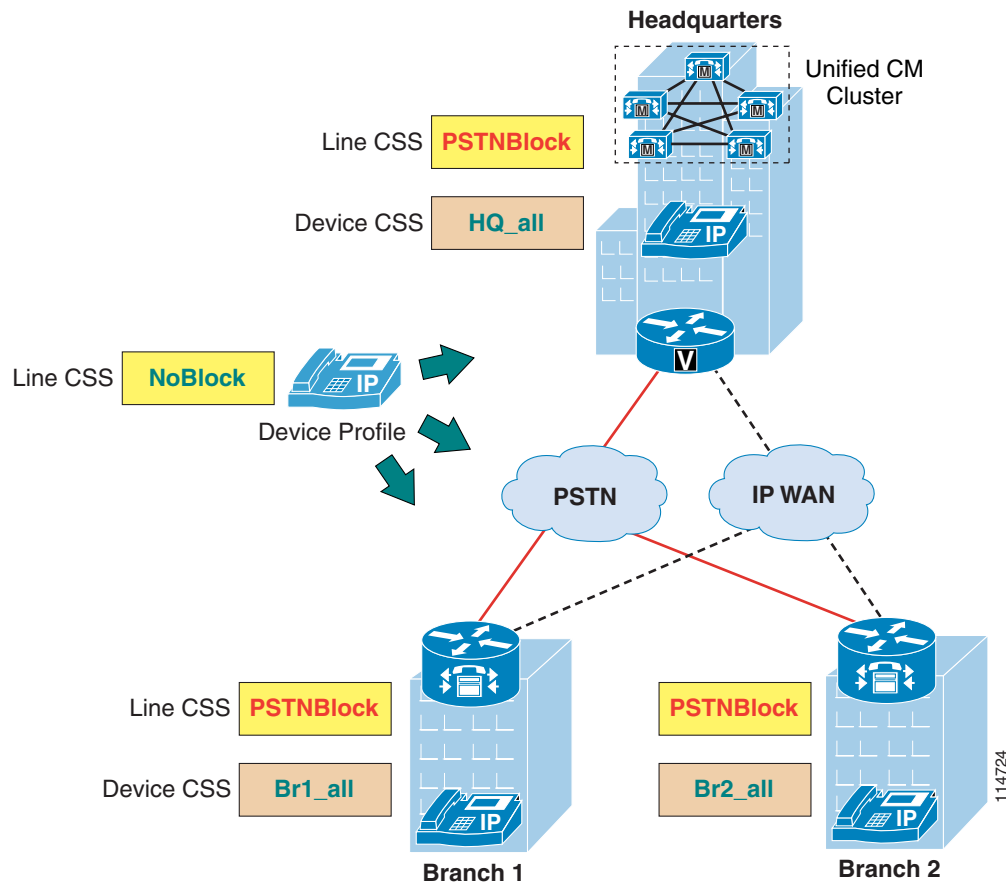 Headquarters
Unified CM
Cluster
M
M
M
M
M
Line CSS PSTNBlock
Device CSS HQ_all
IP
V
Line CSS NoBlock
IP
Device Profile
PSTN
IP WAN
Line CSS PSTNBlock
PSTNBlock
Device CSS Br1_all
Br2_all
IP
IP
Branch 1
Branch 2
114724